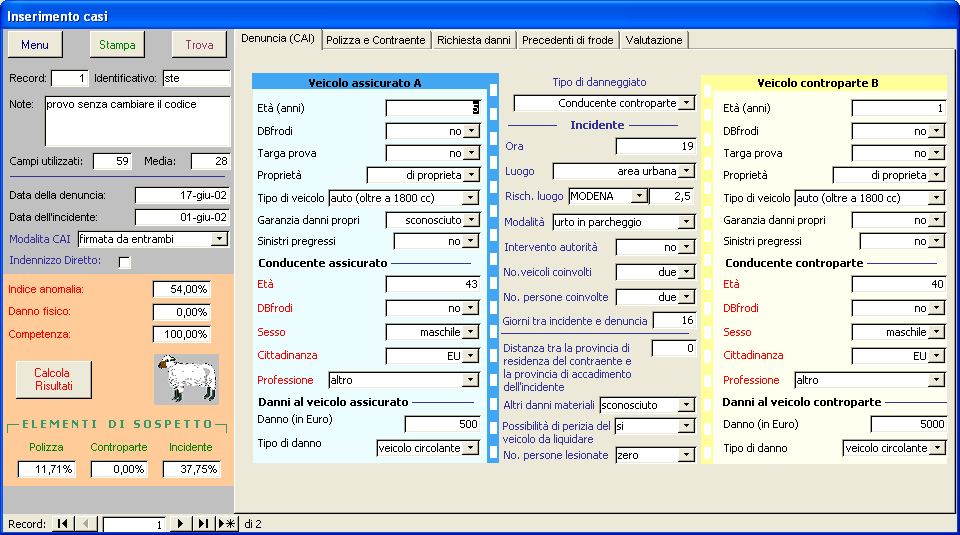 Inserimento casi
Menu Stampa Trova
Record: 1 Identificativo: ste
Note: provo senza cambiare il codice
Campi utilizzati: 59 Media: 28
Data della denuncia: 17-giu-02
Data dell'incidente: 01-giu-02
Modalita CAI firmata da entrambi
Indennizzo Diretto:
Indice anomalia: 54,00%
Danno fisico: 0,00%
Competenza: 100,00%
Calcola
Risultati
ELEMENTI DI SOSPETTO
Polizza Controparte Incidente
11,71% 0,00% 37,75%
Denuncia (CAI) Polizza e Contraente Richiesta danni Precedenti di frode Valutazione
Veicolo assicurato A
Età (anni) 5
DBfrodi no
Targa prova no
Proprietà di proprieta
Tipo di veicolo auto (oltre a 1800 cc)
Garanzia danni propri sconosciuto
Sinistri pregressi no
Conducente assicurato
Età 43
DBfrodi no
Sesso maschile
Cittadinanza EU
Professione altro
Danni al veicolo assicurato
Danno (in Euro) 500
Tipo di danno veicolo circolante
Tipo di danneggiato
Conducente controparte
Incidente
Ora 19
Luogo area urbana
Risch. luogo MODENA 2,5
Modalità urto in parcheggio
Intervento autorità no
No.veicoli coinvolti due
No. persone coinvolte due
Giorni tra incidente e denuncia 16
Distanza tra la provincia di 0
residenza del contraente e
la provincia di accadimento
dell'incidente
Altri danni materiali sconosciuto
Possibilità di perizia del si
veicolo da liquidare
No. persone lesionate zero
Veicolo controparte B
Età (anni) 1
DBfrodi no
Targa prova no
Proprietà di proprieta
Tipo di veicolo auto (oltre a 1800 cc)
Garanzia danni propri no
Sinistri pregressi no
Conducente controparte
Età 40
DBfrodi no
Sesso maschile
Cittadinanza EU
Professione altro
Danni al veicolo controparte
Danno (in Euro) 5000
Tipo di danno veicolo circolante
Record: 1 di 2